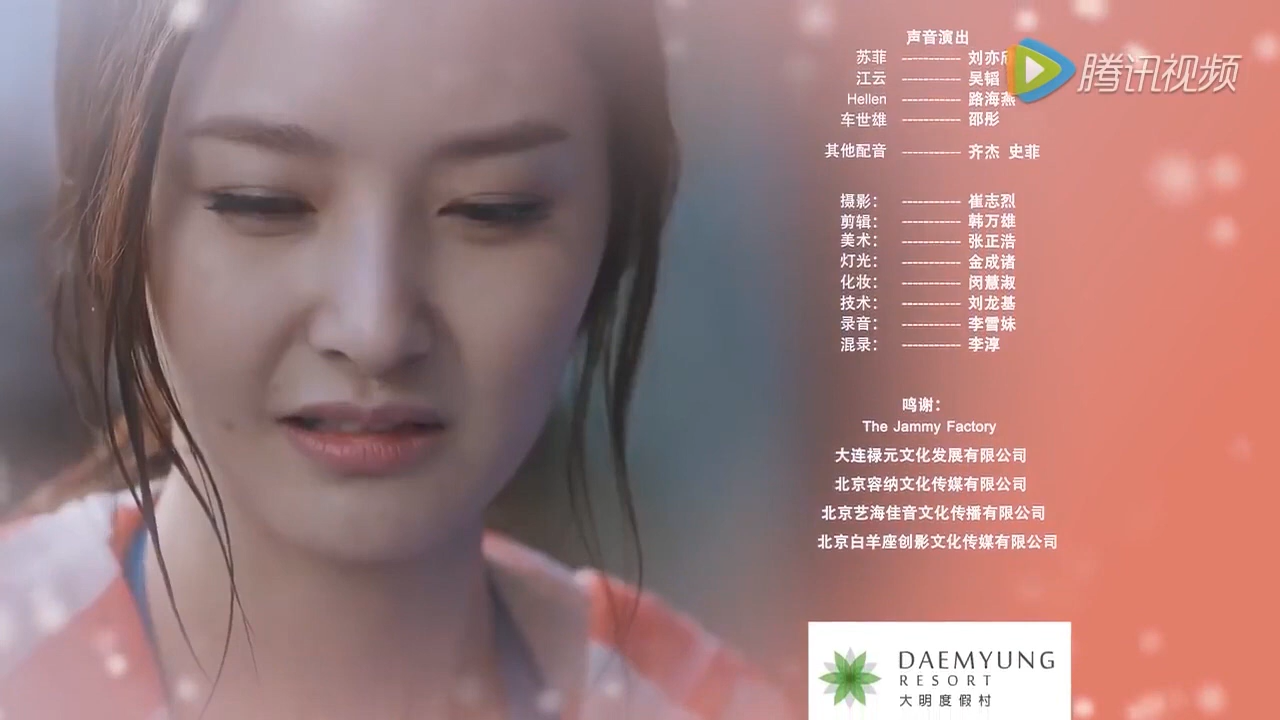 声音演出
苏菲 ----------- 刘亦
腾讯视频
江云 ----------- 吴韬
Hellen ----------- 路海燕
车世雄 ----------- 邵彤
其他配音 ----------- 齐杰 史菲
摄影: ----------- 崔志烈
剪辑: ----------- 韩万雄
美术: ----------- 张正浩
灯光: ----------- 金成诸
化妆: ----------- 闵慧淑
技术: ----------- 刘龙基
录音: ----------- 李雪妹
混录: ----------- 李淳
鸣谢:
The Jammy Factory
大连禄元文化发展有限公司
北京容纳文化传媒有限公司
北京艺海佳音文化传播有限公司
北京白羊座创影文化传媒有限公司
DAEMYUNG
RESORT
大明度假村